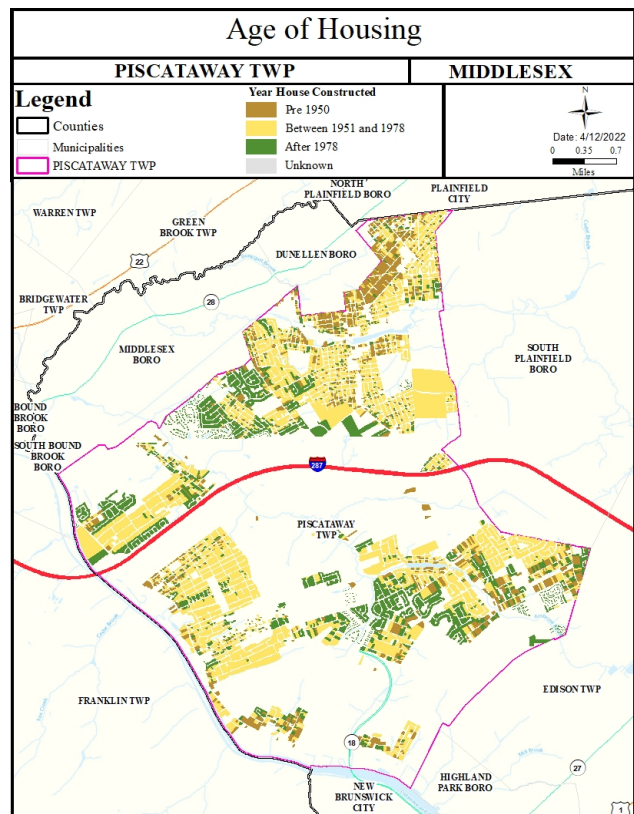 Age of Housing
PISCATAWAY TWP
MIDDLESEX
Legend
Counties
Municipalities
PISCATAWAY TWP
Year House Constructed
Pre 1950
Between 1951 and 1978
After 1978
Unknown
N
Date: 4/12/2022
0 0.35 0.7
Miles
NORTH
PLAINFIELD BORO
PLAINFIELD
CITY
WARREN TWP
GREEN
BROOK TWP
DUNELLEN BORO
22
BRIDGEWATER
TWP
28
MIDDLESEX
BORO
SOUTH
PLAINFIELD
BORO
BOUND
BROOK
BORO
SOUTH BOUND
BROOK
BORO
287
PISCATAWAY
TWP
FRANKLIN TWP
EDISON TWP
18
27
HIGHLAND
PARK BORO
NEW
BRUNSWICK
CITY
1